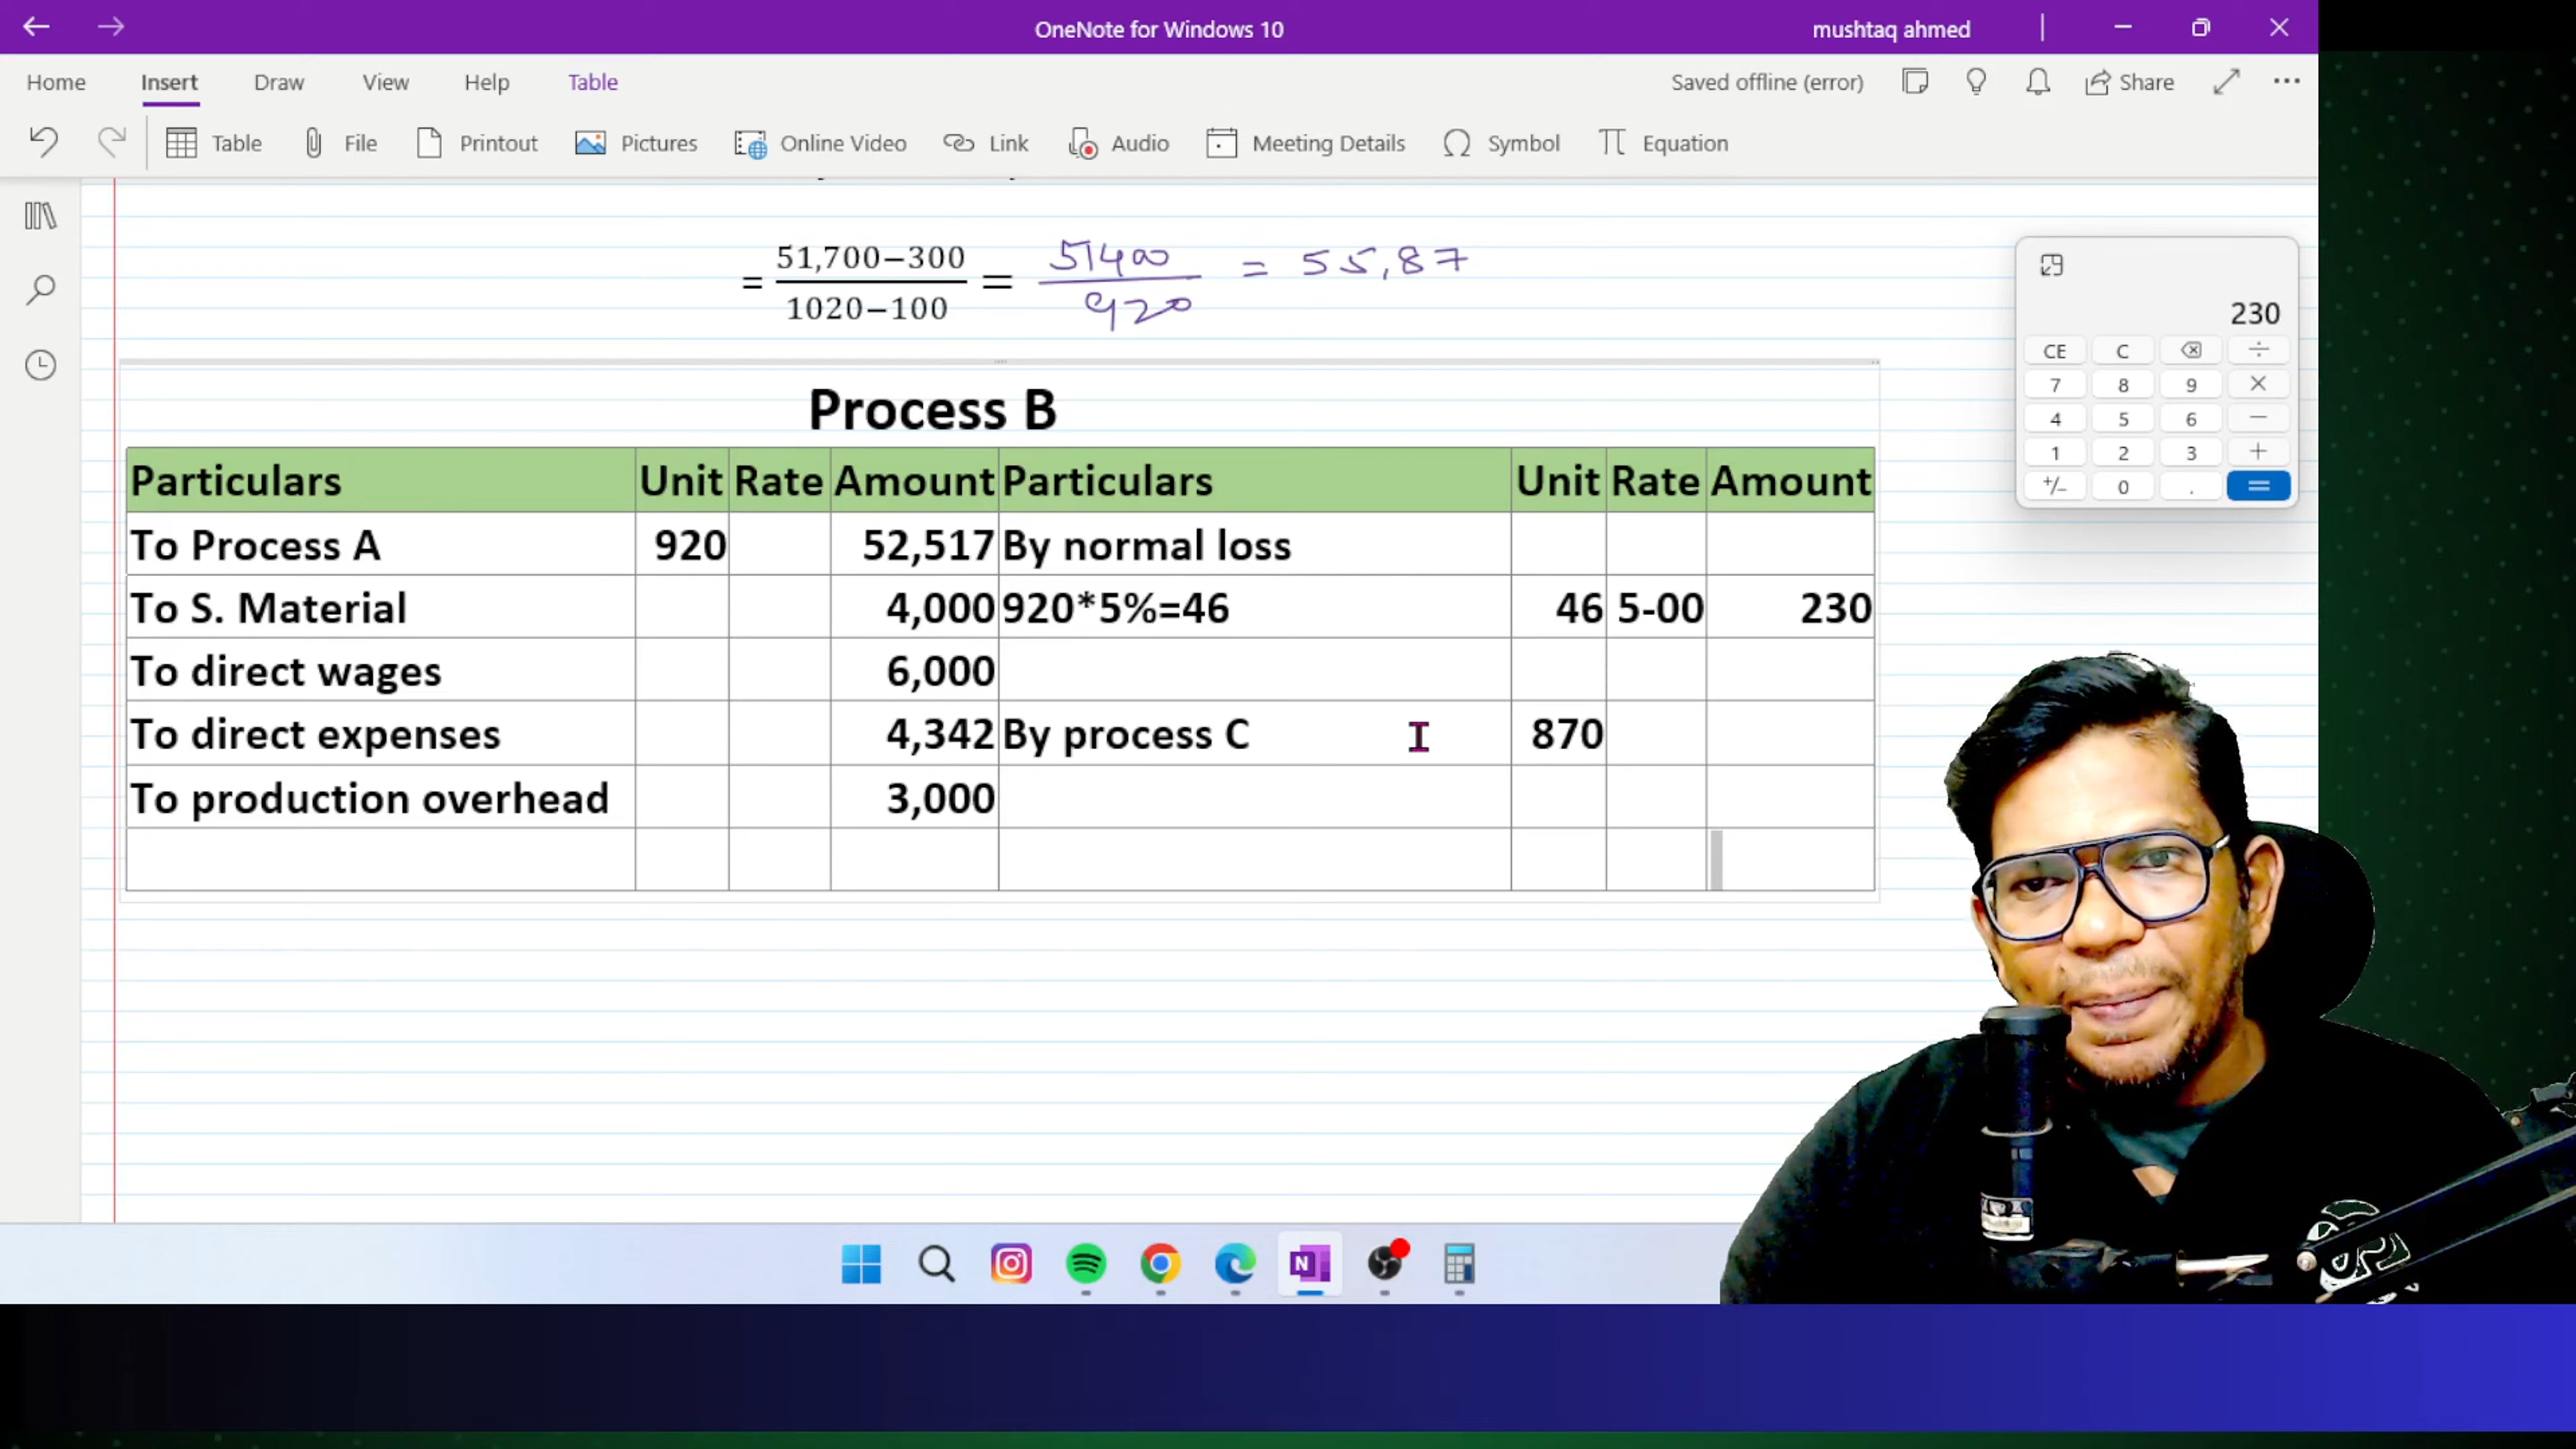 OneNote for Windows 10
mushtaq ahmed
Home Insert Draw View Help Table
Saved offline (error) Share
Table File Printout Pictures Online Video Link Audio Meeting Details Symbol Equation
= 51,700−300 / 1020−100 = 51400 / 920 = 55,87
230
CE C ÷
7 8 9 ×
4 5 6 −
1 2 3 +
+/− 0 . =
Process B
Particulars Unit Rate Amount Particulars Unit Rate Amount
To Process A 920 52,517 By normal loss
To S. Material 4,000 920*5%=46 46 5-00 230
To direct wages 6,000
To direct expenses 4,342 By process C 870
To production overhead 3,000
N